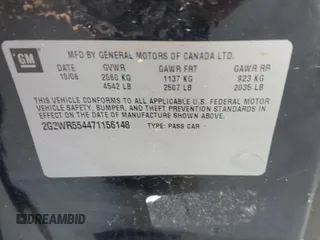 GM
MFD BY GENERAL MOTORS OF CANADA LTD.
DATE GVWR GAWR FRT GAWR RR
10/06 2060 KG 1137 KG 923 KG
4542 LB 2507 LB 2035 LB
THIS VEHICLE CONFORMS TO ALL APPLICABLE U.S. FEDERAL MOTOR
VEHICLE SAFETY, BUMPER, AND THEFT PREVENTION STANDARDS IN
EFFECT ON THE DATE OF MANUFACTURE SHOWN ABOVE.
2G2WR554471156148 TYPE: PASS CAR
DREAMBID